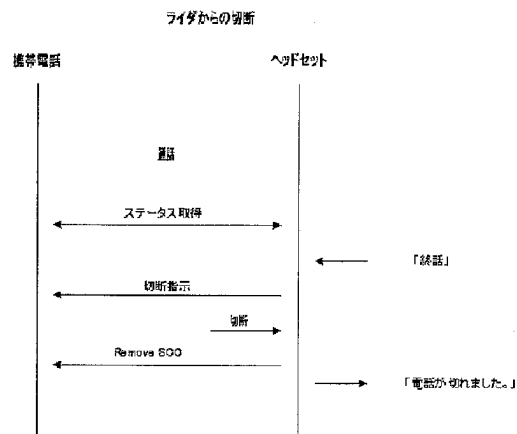 ライダからの切断
携帯電話
ヘッドセット
通話
ステータス取得
「終話」
切断指示
切断
Remove SCO
「電話が切れました。」